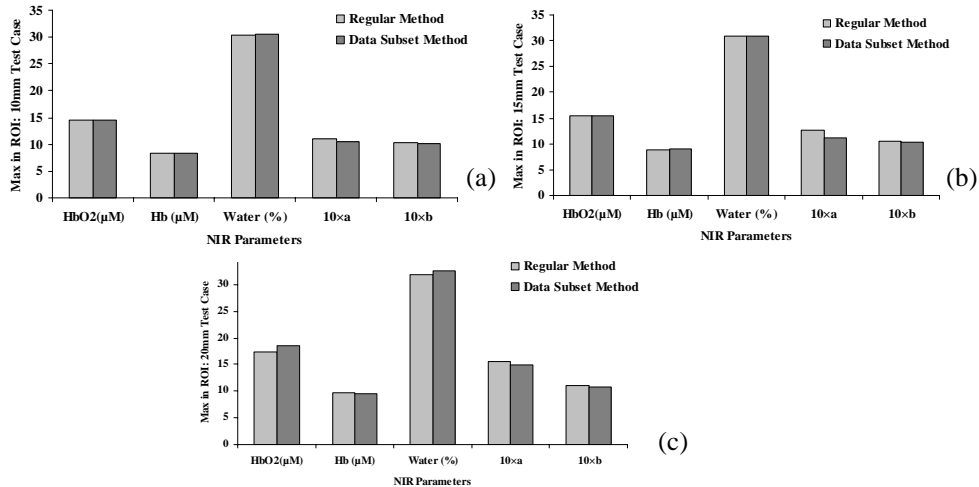 Max in ROI: 10mm Test Case
35
30
25
20
15
10
5
0
Regular Method
Data Subset Method
HbO2(µM) Hb (µM) Water (%) 10×a 10×b
NIR Parameters
(a)
Max in ROI: 15mm Test Case
35
30
25
20
15
10
5
0
Regular Method
Data Subset Method
HbO2(µM) Hb (µM) Water (%) 10×a 10×b
NIR Parameters
(b)
Max in ROI: 20mm Test Case
30
25
20
15
10
5
0
Regular Method
Data Subset Method
HbO2(µM) Hb (µM) Water (%) 10×a 10×b
NIR Parameters
(c)